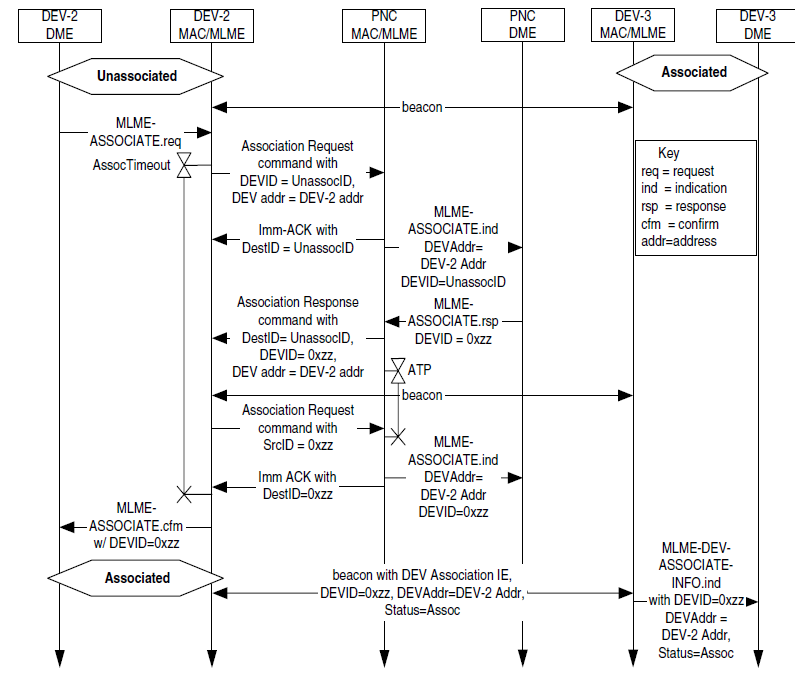 DEV-2
DME
DEV-2
MAC/MLME
PNC
MAC/MLME
PNC
DME
DEV-3
MAC/MLME
DEV-3
DME
Unassociated
Associated
beacon
MLME-
ASSOCIATE.req
AssocTimeout
Association Request
command with
DEVID = UnassocID,
DEV addr = DEV-2 addr
Key
req = request
ind = indication
rsp = response
cfm = confirm
addr=address
Imm-ACK with
DestID = UnassocID
MLME-
ASSOCIATE.ind
DEVAddr=
DEV-2 Addr
DEVID=UnassocID
Association Response
command with
DestID= UnassocID,
DEVID= 0xzz,
DEV addr = DEV-2 addr
MLME-
ASSOCIATE.rsp
DEVID = 0xzz
ATP
beacon
Association Request
command with
SrcID = 0xzz
MLME-
ASSOCIATE.ind
DEVAddr=
DEV-2 Addr
DEVID=0xzz
Imm ACK with
DestID=0xzz
MLME-
ASSOCIATE.cfm
w/ DEVID=0xzz
Associated
beacon with DEV Association IE,
DEVID=0xzz, DEVAddr=DEV-2 Addr,
Status=Assoc
MLME-DEV-
ASSOCIATE-
INFO.ind
with DEVID=0xzz
DEVAddr =
DEV-2 Addr,
Status=Assoc